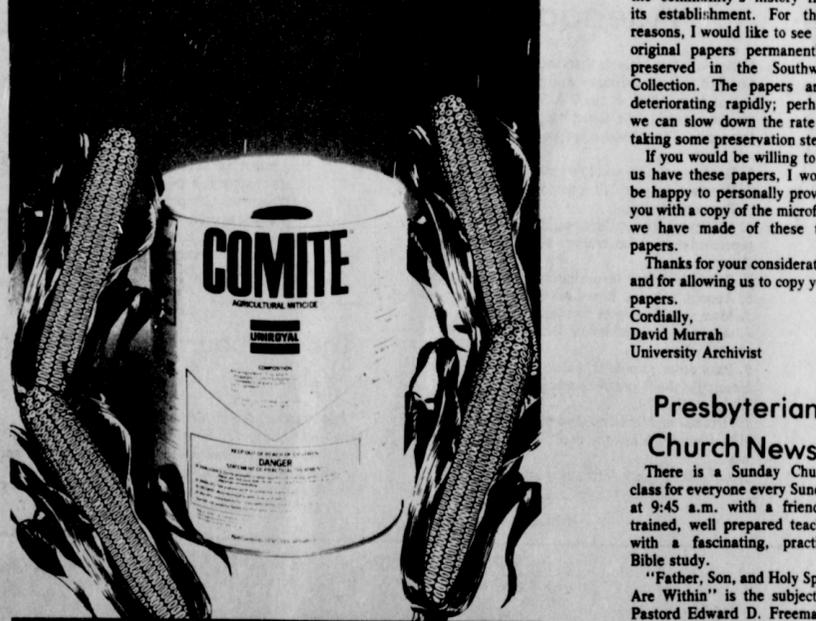 COMITE
AGRICULTURAL MITICIDE
UNIROYAL
COMPOSITION
KEEP OUT OF REACH OF CHILDREN
DANGER
STATEMENT OF PRACTICAL TREATMENT
its establishment. For th
reasons, I would like to see
original papers permanent
preserved in the Southw
Collection. The papers ar
deteriorating rapidly; perh
we can slow down the rate
taking some preservation ste
If you would be willing to
us have these papers, I wo
be happy to personally prov
you with a copy of the microf
we have made of these
papers.
Thanks for your considerat
and for allowing us to copy y
papers.
Cordially,
David Murrah
University Archivist
Presbyterian
Church News
There is a Sunday Chu
class for everyone every Sund
at 9:45 a.m. with a frien
trained, well prepared teac
with a fascinating, pract
Bible study.
"Father, Son, and Holy Sp
Are Within" is the subject
Pastord Edward D. Freema